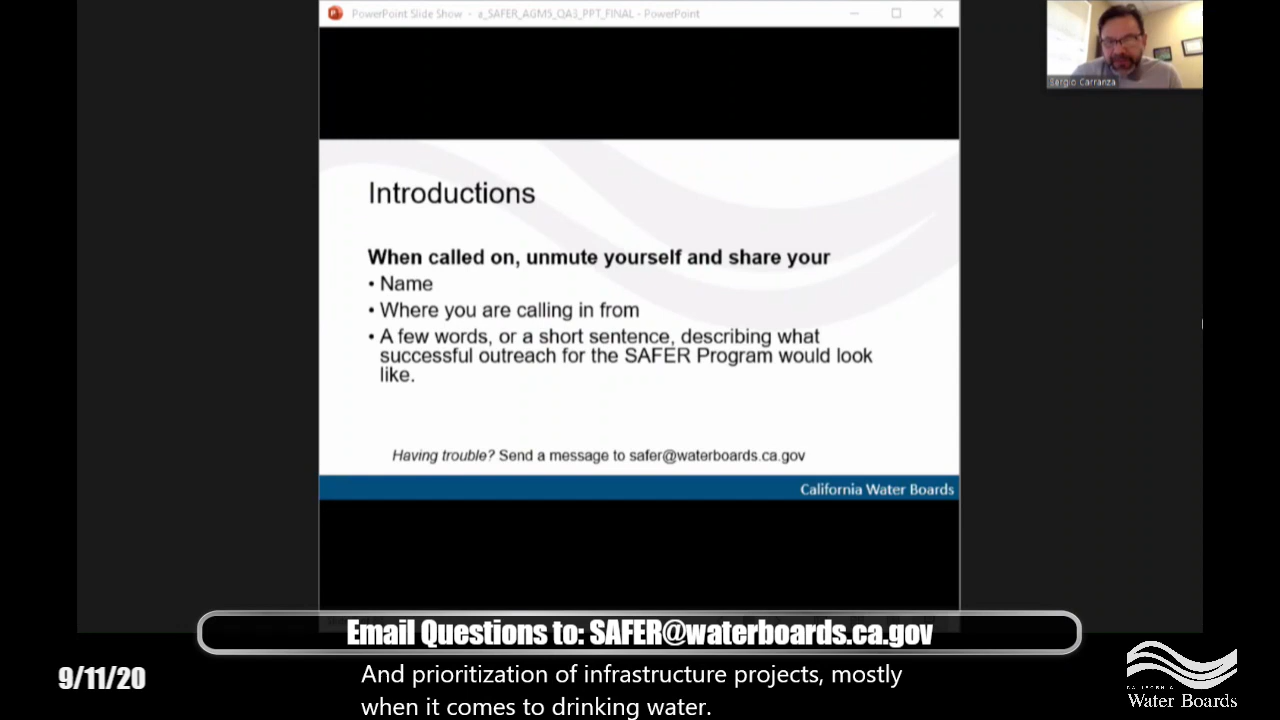 PowerPoint Slide Show - a_SAFER_AGM5_QA3_PPT_FINAL - PowerPoint
Sergio Carranza
Introductions
When called on, unmute yourself and share your
• Name
• Where you are calling in from
• A few words, or a short sentence, describing what
successful outreach for the SAFER Program would look
like.
Having trouble? Send a message to safer@waterboards.ca.gov
California Water Boards
Email Questions to: SAFER@waterboards.ca.gov
9/11/20
And prioritization of infrastructure projects, mostly
when it comes to drinking water.
CALIFORNIA
Water Boards